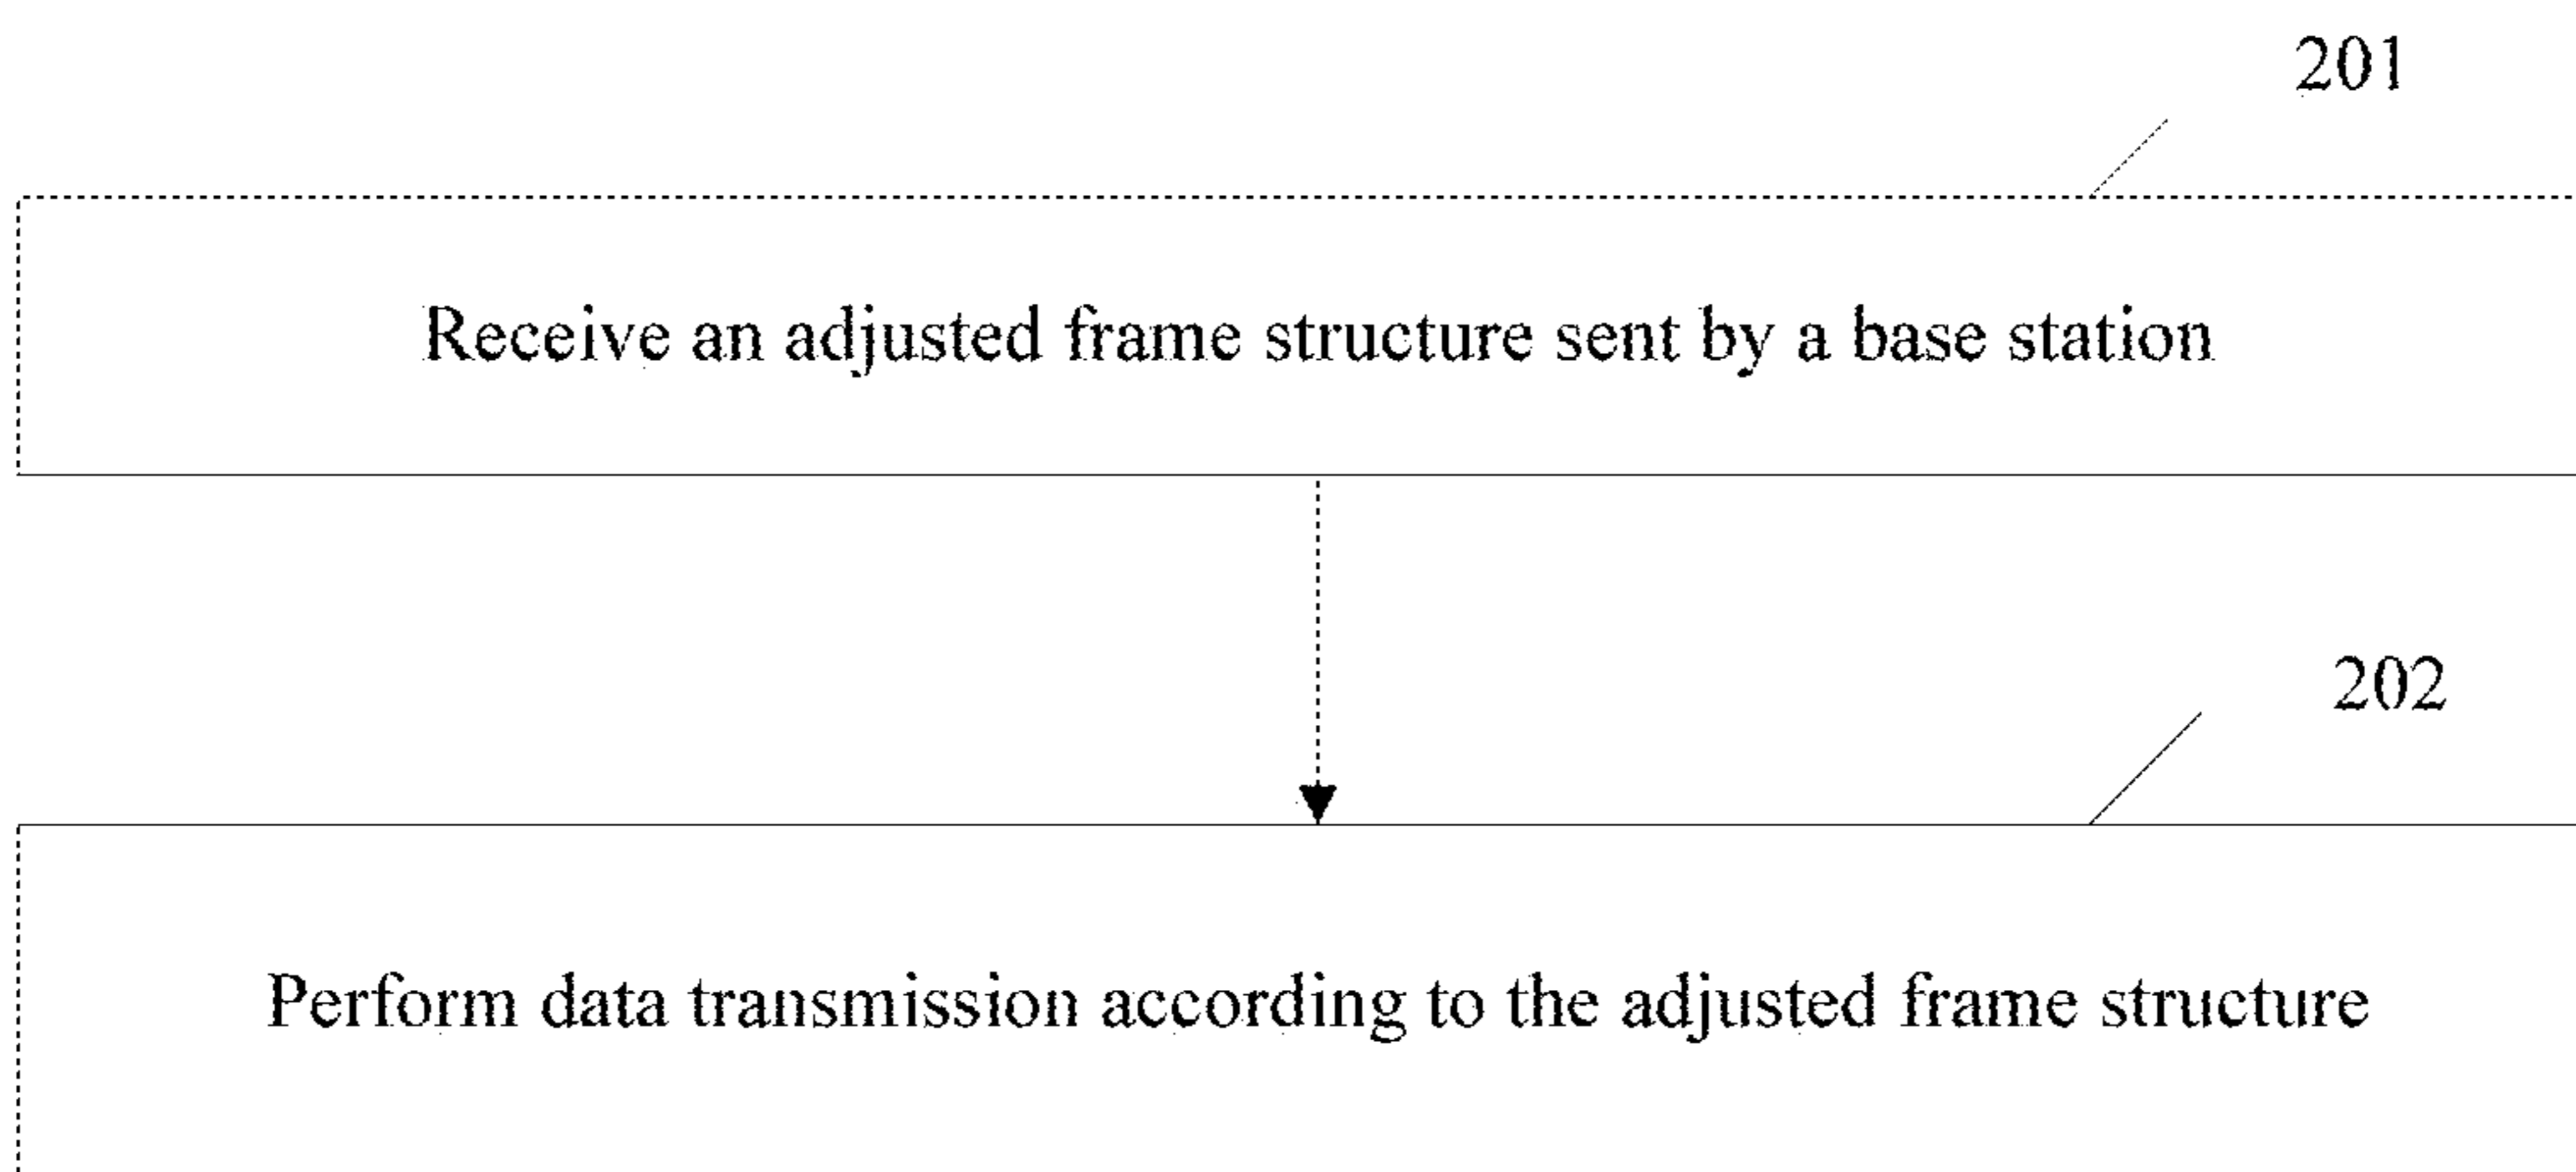 201
Receive an adjusted frame structure sent by a base station
202
Perform data transmission according to the adjusted frame structure